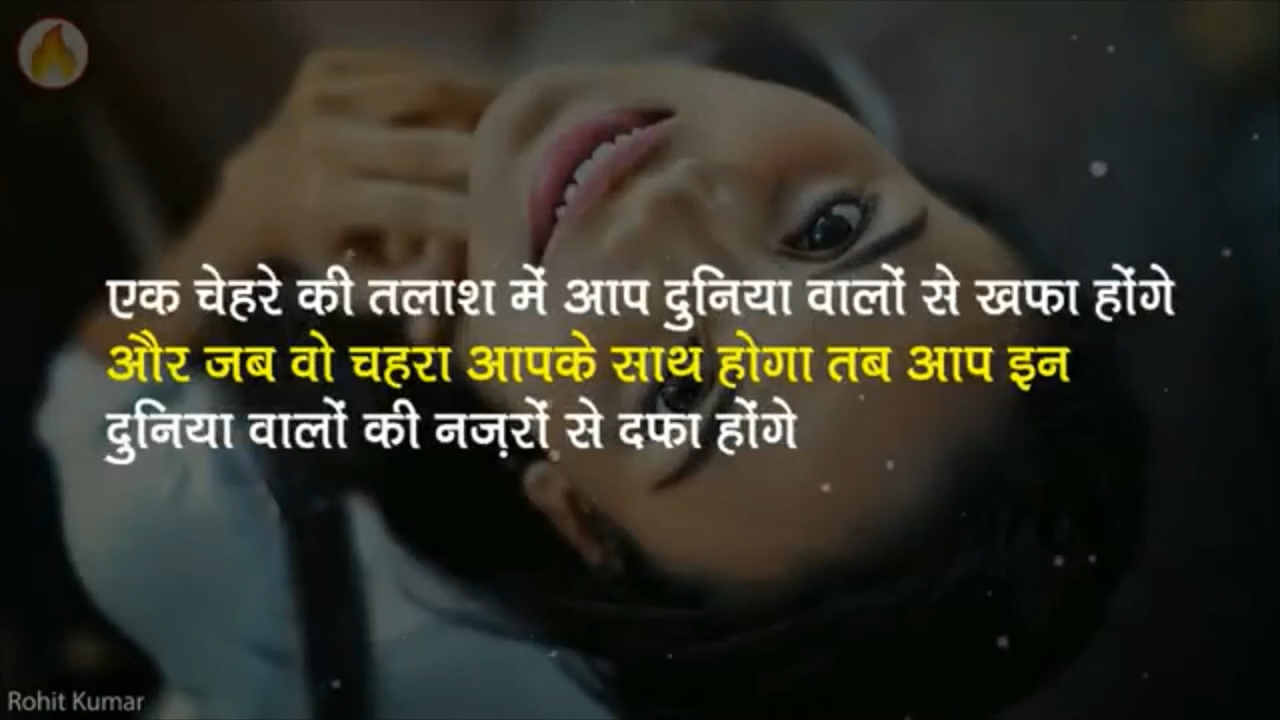 एक चेहरे की तलाश में आप दुनिया वालों से खफा होंगे
और जब वो चहरा आपके साथ होगा तब आप इन
दुनिया वालों की नज़रों से दफा होंगे
Rohit Kumar